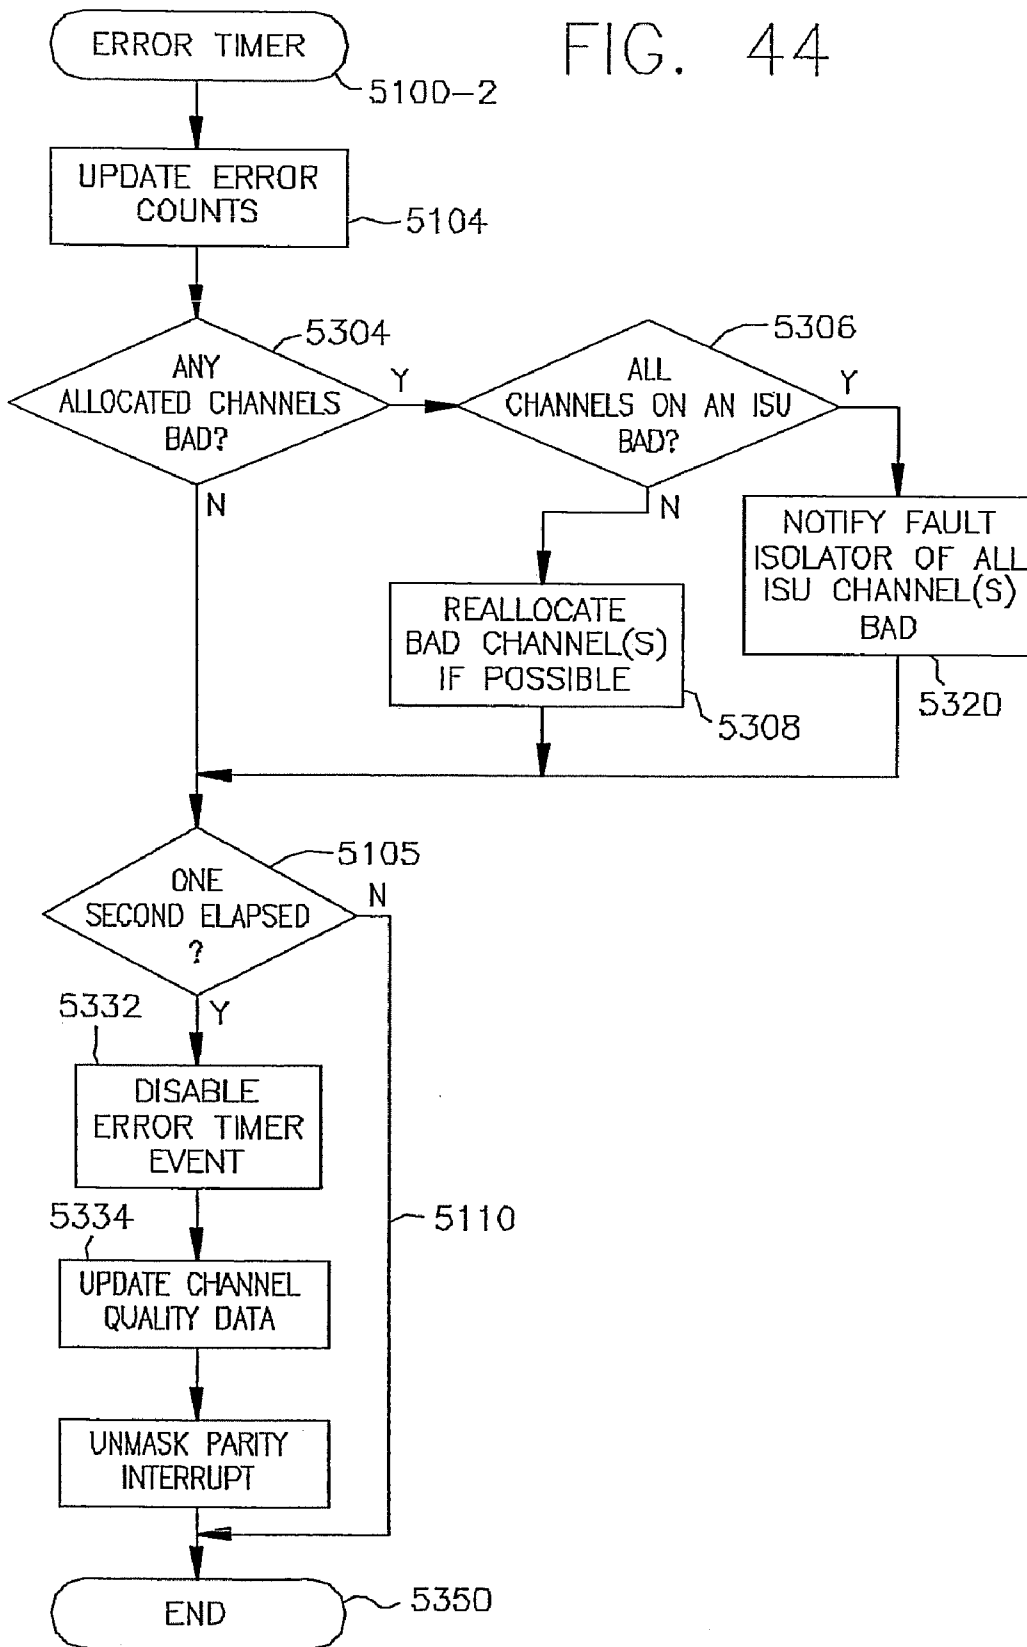 FIG. 44
ERROR TIMER
5100-2
UPDATE ERROR
COUNTS
5104
5304
ANY
ALLOCATED CHANNELS
BAD?
Y
N
5306
ALL
CHANNELS ON AN ISU
BAD?
Y
N
NOTIFY FAULT
ISOLATOR OF ALL
ISU CHANNEL(S)
BAD
5320
REALLOCATE
BAD CHANNEL(S)
IF POSSIBLE
5308
5105
ONE
SECOND ELAPSED
?
N
Y
5332
DISABLE
ERROR TIMER
EVENT
5110
5334
UPDATE CHANNEL
QUALITY DATA
UNMASK PARITY
INTERRUPT
END
5350